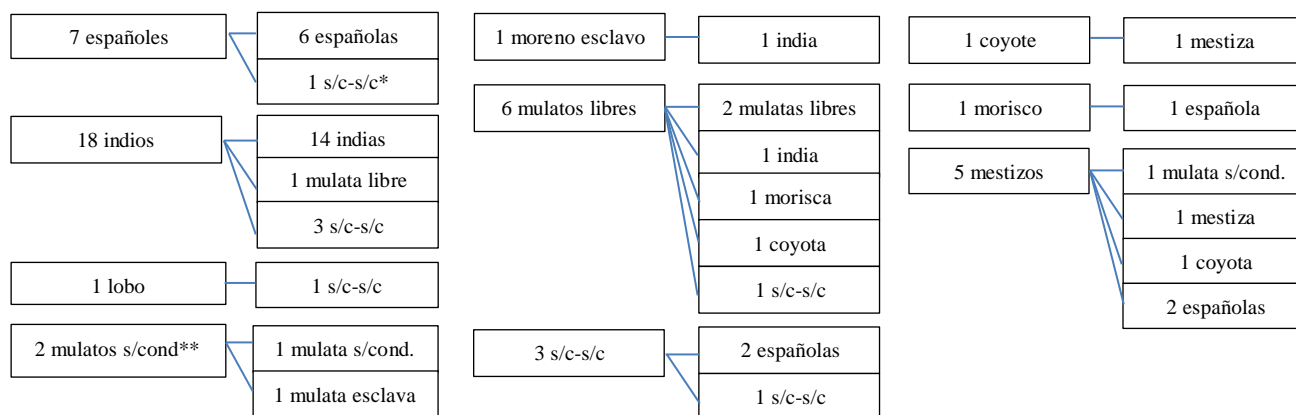 7 españoles
6 españolas
1 s/c-s/c*
18 indios
14 indias
1 mulata libre
3 s/c-s/c
1 lobo
1 s/c-s/c
2 mulatos s/cond**
1 mulata s/cond.
1 mulata esclava
1 moreno esclavo
1 india
6 mulatos libres
2 mulatas libres
1 india
1 morisca
1 coyota
1 s/c-s/c
3 s/c-s/c
2 españolas
1 s/c-s/c
1 coyote
1 mestiza
1 morisco
1 española
5 mestizos
1 mulata s/cond.
1 mestiza
1 coyota
2 españolas